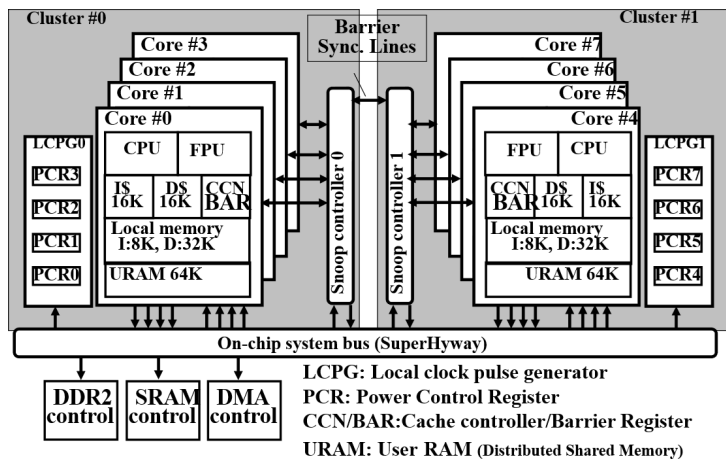 Cluster #0
Barrier
Sync. Lines
Cluster #1
Core #3
Core #2
Core #1
Core #0
CPU
FPU
I$
16K
D$
16K
CCN
BAR
Local memory
I:8K, D:32K
URAM 64K
LCPG0
PCR3
PCR2
PCR1
PCR0
Snoop controller 0
Snoop controller 1
Core #7
Core #6
Core #5
Core #4
FPU
CPU
CCN
BAR
D$
16K
I$
16K
Local memory
I:8K, D:32K
URAM 64K
LCPG1
PCR7
PCR6
PCR5
PCR4
On-chip system bus (SuperHyway)
DDR2
control
SRAM
control
DMA
control
LCPG: Local clock pulse generator
PCR: Power Control Register
CCN/BAR:Cache controller/Barrier Register
URAM: User RAM (Distributed Shared Memory)